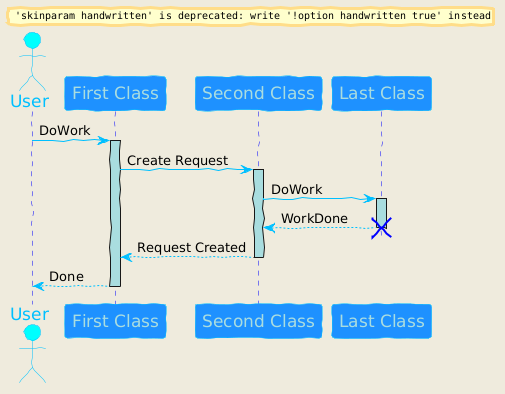 'skinparam handwritten' is deprecated: write '!option handwritten true' instead
User
First Class
Second Class
Last Class
DoWork
Create Request
DoWork
WorkDone
Request Created
Done
User
First Class
Second Class
Last Class